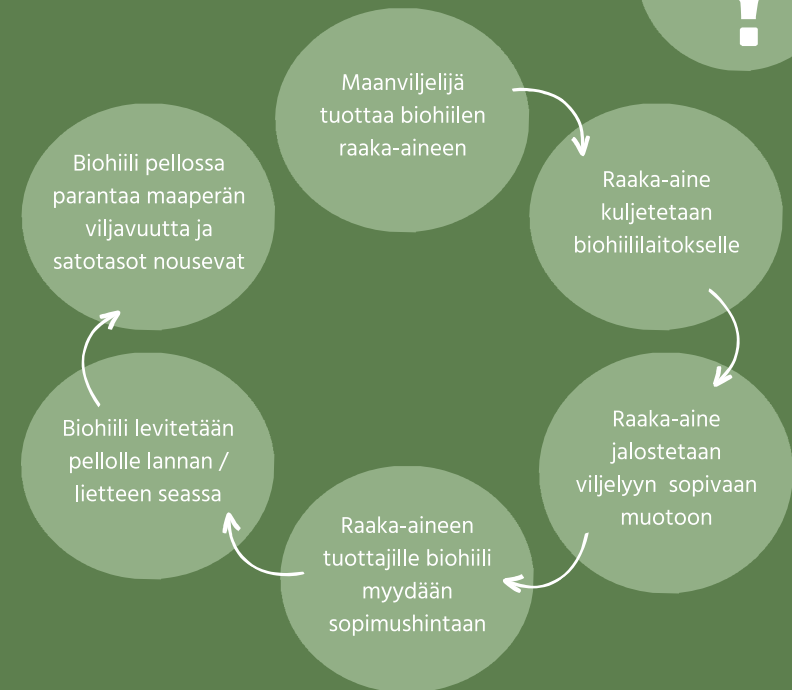 !
Maanviljelijä
tuottaa biohiilen
raaka-aineen
Raaka-aine
kuljetetaan
biohiililaitokselle
Raaka-aine
jalostetaan
viljelyyn sopivaan
muotoon
Raaka-aineen
tuottajille biohiili
myydään
sopimushintaan
Biohiili levitetään
pellolle lannan /
lietteen seassa
Biohiili pellossa
parantaa maaperän
viljavuutta ja
satotasot nousevat